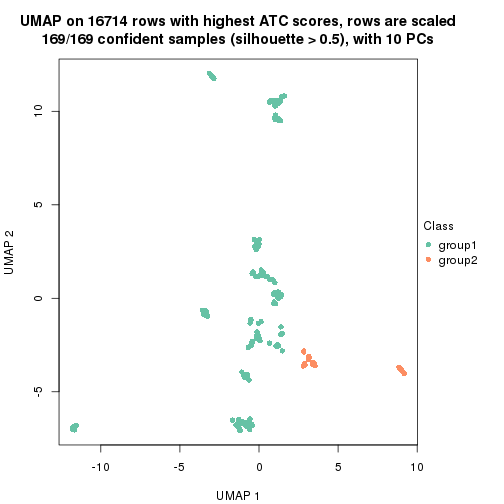 UMAP on 16714 rows with highest ATC scores, rows are scaled
169/169 confident samples (silhouette > 0.5), with 10 PCs
10
5
0
-5
UMAP 2
-10
-5
0
5
10
UMAP 1
Class
group1
group2